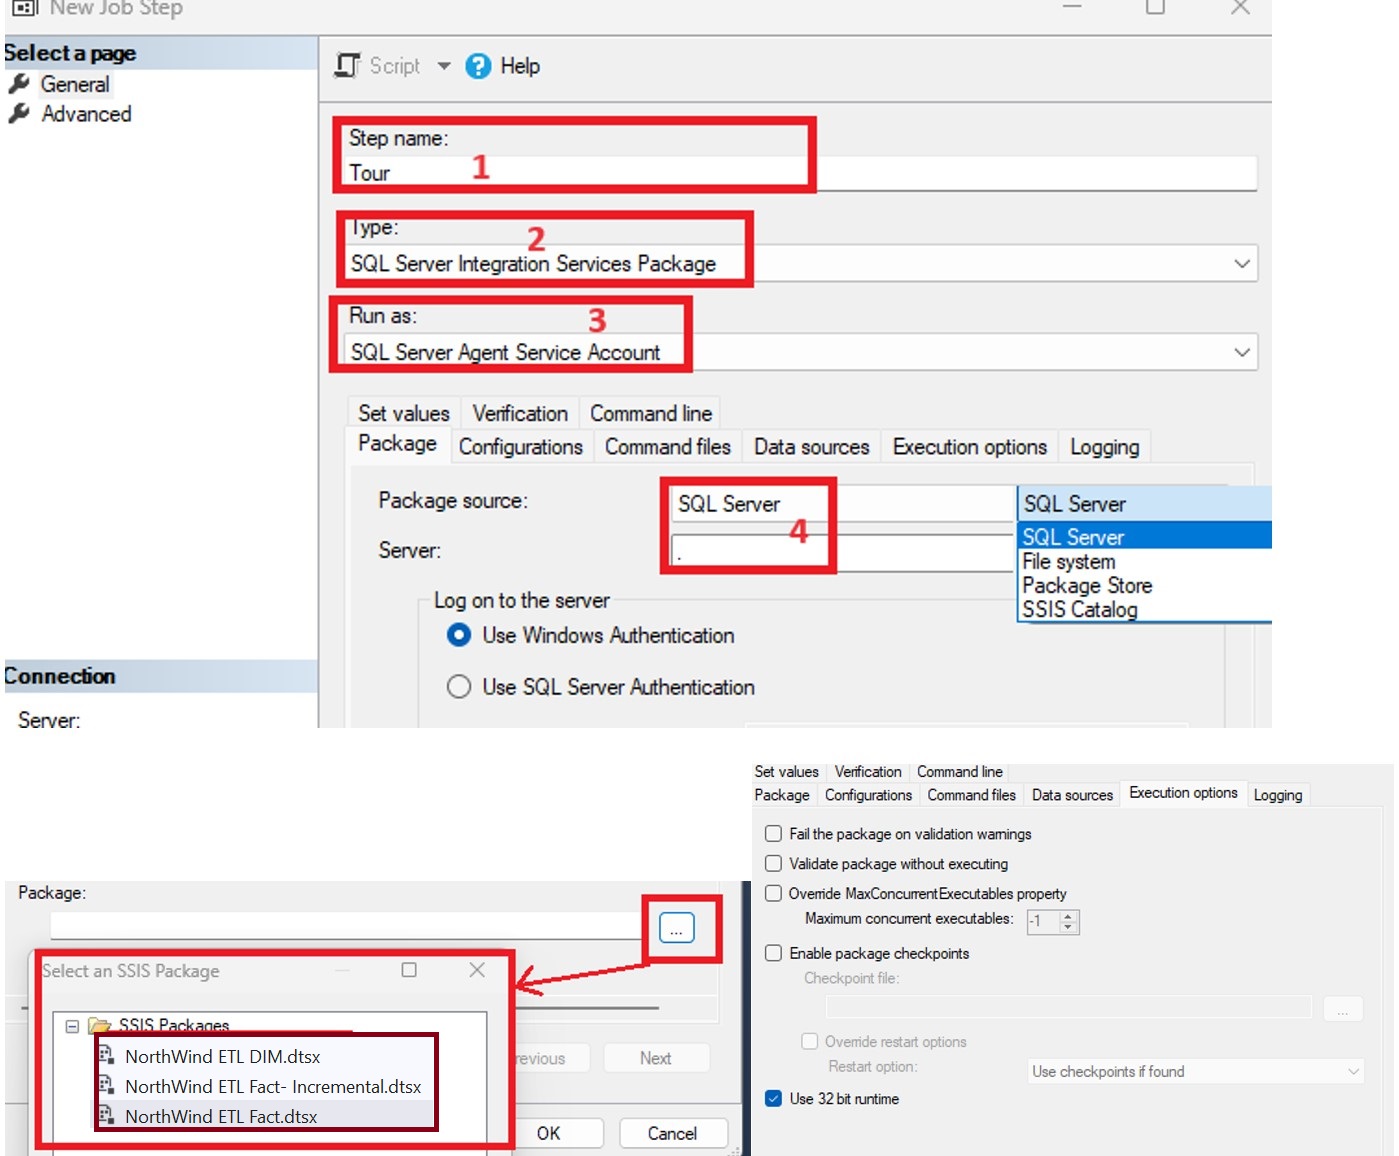 New Job Step
Select a page
General
Advanced
Script
Help
Step name:
Tour
1
Type:
2
SQL Server Integration Services Package
Run as:
3
SQL Server Agent Service Account
Set values Verification Command line
Package Configurations Command files Data sources Execution options Logging
Package source:
SQL Server
4
SQL Server
SQL Server
File system
Package Store
SSIS Catalog
Server:
.
Log on to the server
Use Windows Authentication
Use SQL Server Authentication
Connection
Server:
Package:
...
Select an SSIS Package
SSIS Packages
NorthWind ETL DIM.dtsx
NorthWind ETL Fact- Incremental.dtsx
NorthWind ETL Fact.dtsx
revious
Next
OK
Cancel
Set values Verification Command line
Package Configurations Command files Data sources Execution options Logging
Fail the package on validation warnings
Validate package without executing
Override MaxConcurrentExecutables property
Maximum concurrent executables: -1
Enable package checkpoints
Checkpoint file:
...
Override restart options
Restart option: Use checkpoints if found
Use 32 bit runtime